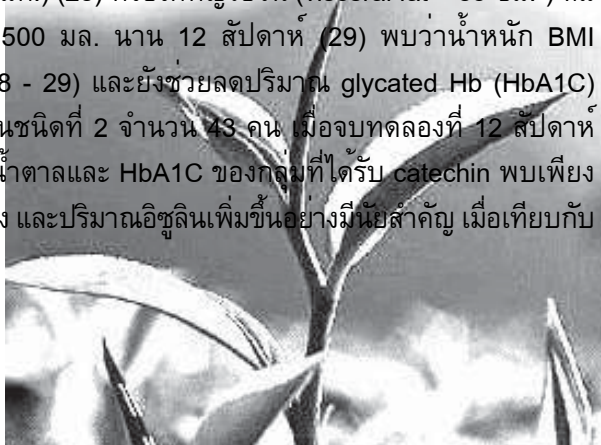 500 มล. นาน 12 สัปดาห์ (29) พบว่าน้ำหนัก BMI
8 - 29) และยังช่วยลดปริมาณ glycated Hb (HbA1C)
นชนิดที่ 2 จำนวน 43 คน เมื่อจบทดลองที่ 12 สัปดาห์
น้ำตาลและ HbA1C ของกลุ่มที่ได้รับ catechin พบเพียง
ง และปริมาณอิซูลินเพิ่มขึ้นอย่างมีนัยสำคัญ เมื่อเทียบกับ